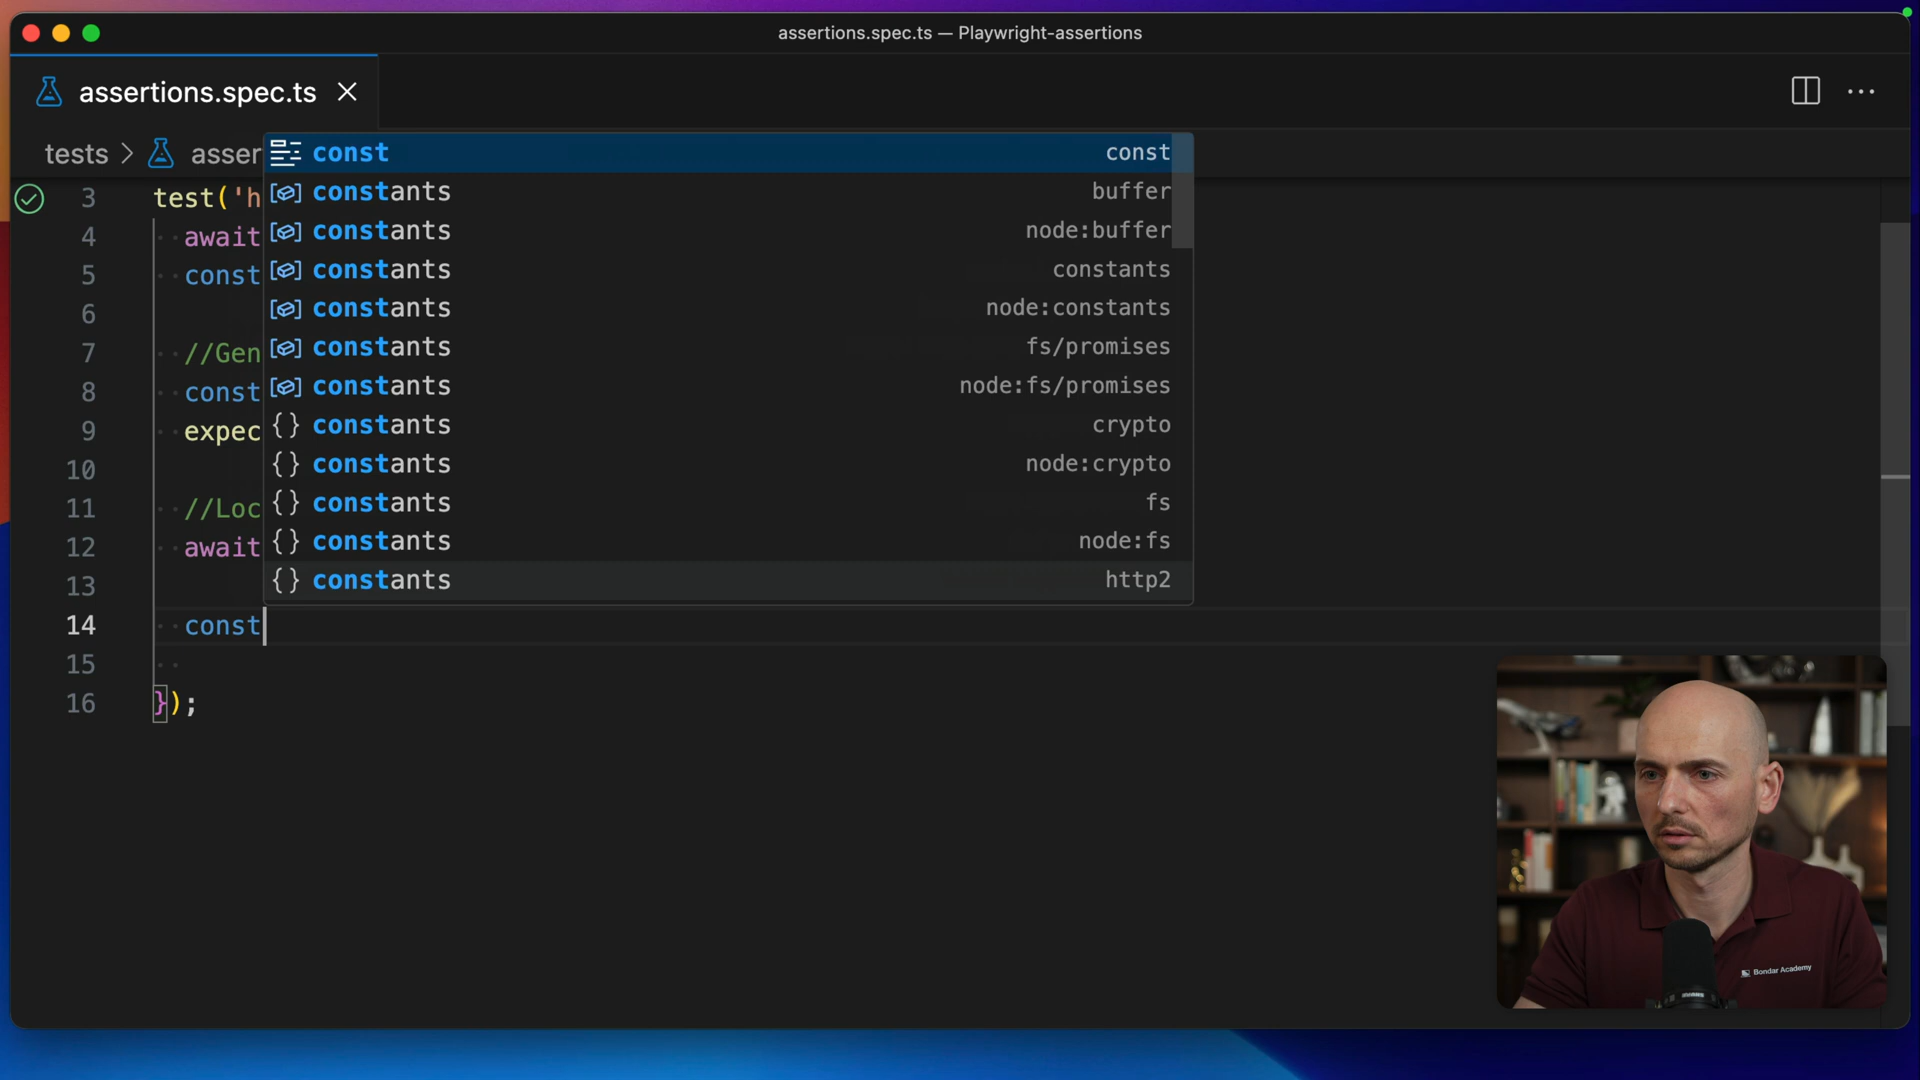 assertions.spec.ts — Playwright-assertions
assertions.spec.ts
tests > asser
const const
constants buffer
constants node:buffer
constants constants
constants node:constants
constants fs/promises
constants node:fs/promises
constants crypto
constants node:crypto
constants fs
constants node:fs
constants http2
3 test('h
4 await
5 const
6
7 //Gen
8 const
9 expec
10
11 //Loc
12 await
13
14 const
15
16 });
Bondar Academy